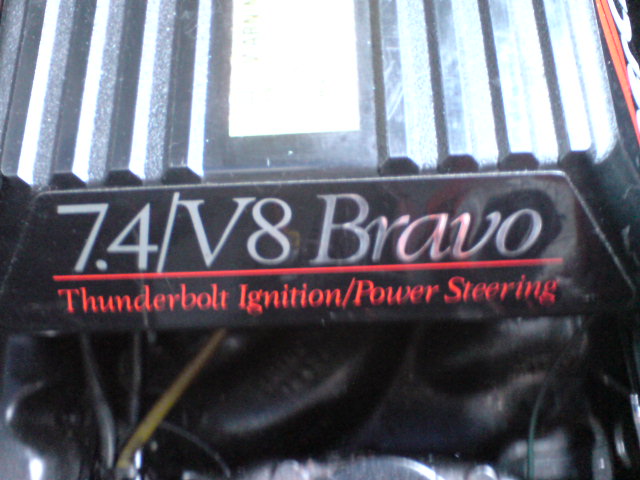 7.4/V8 Bravo
Thunderbolt Ignition/Power Steering